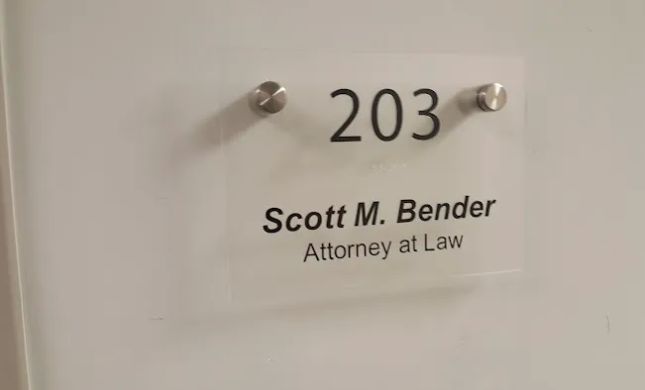 203
Scott M. Bender
Attorney at Law